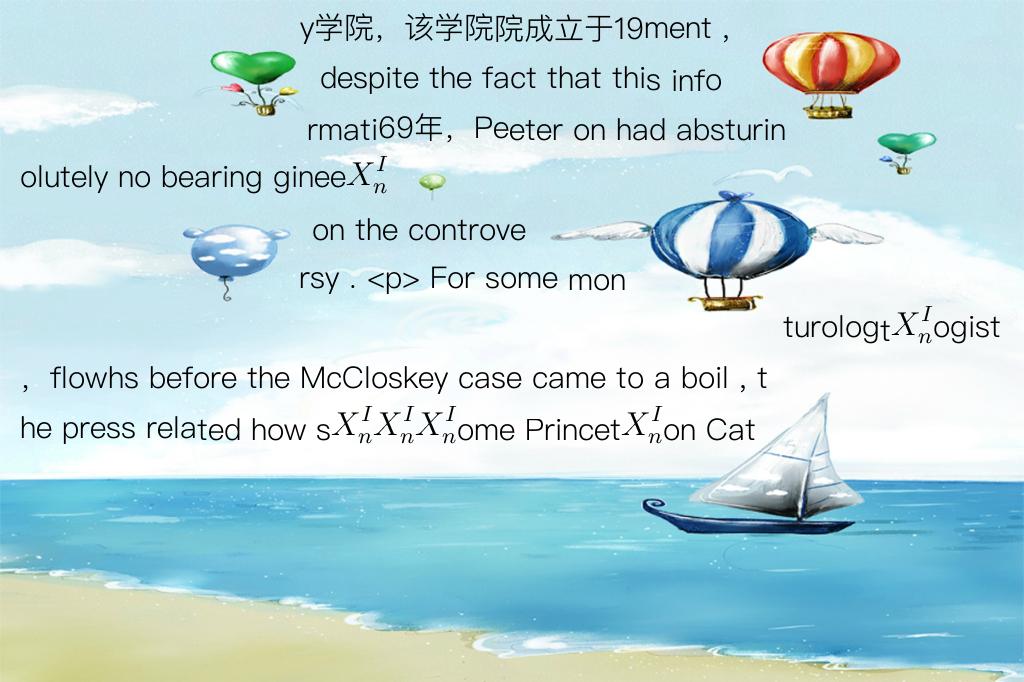 y学院，该学院院成立于19ment ,
despite the fact that this info
rmati69年，Peeter on had absturin
olutely no bearing ginee$X_n^I$
on the controve
rsy . <p> For some mon
turologt$X_n^I$ogist
，flowhs before the McCloskey case came to a boil , t
he press related how s$X_n^I$$X_n^I$$X_n^I$ome Princet$X_n^I$on Cat